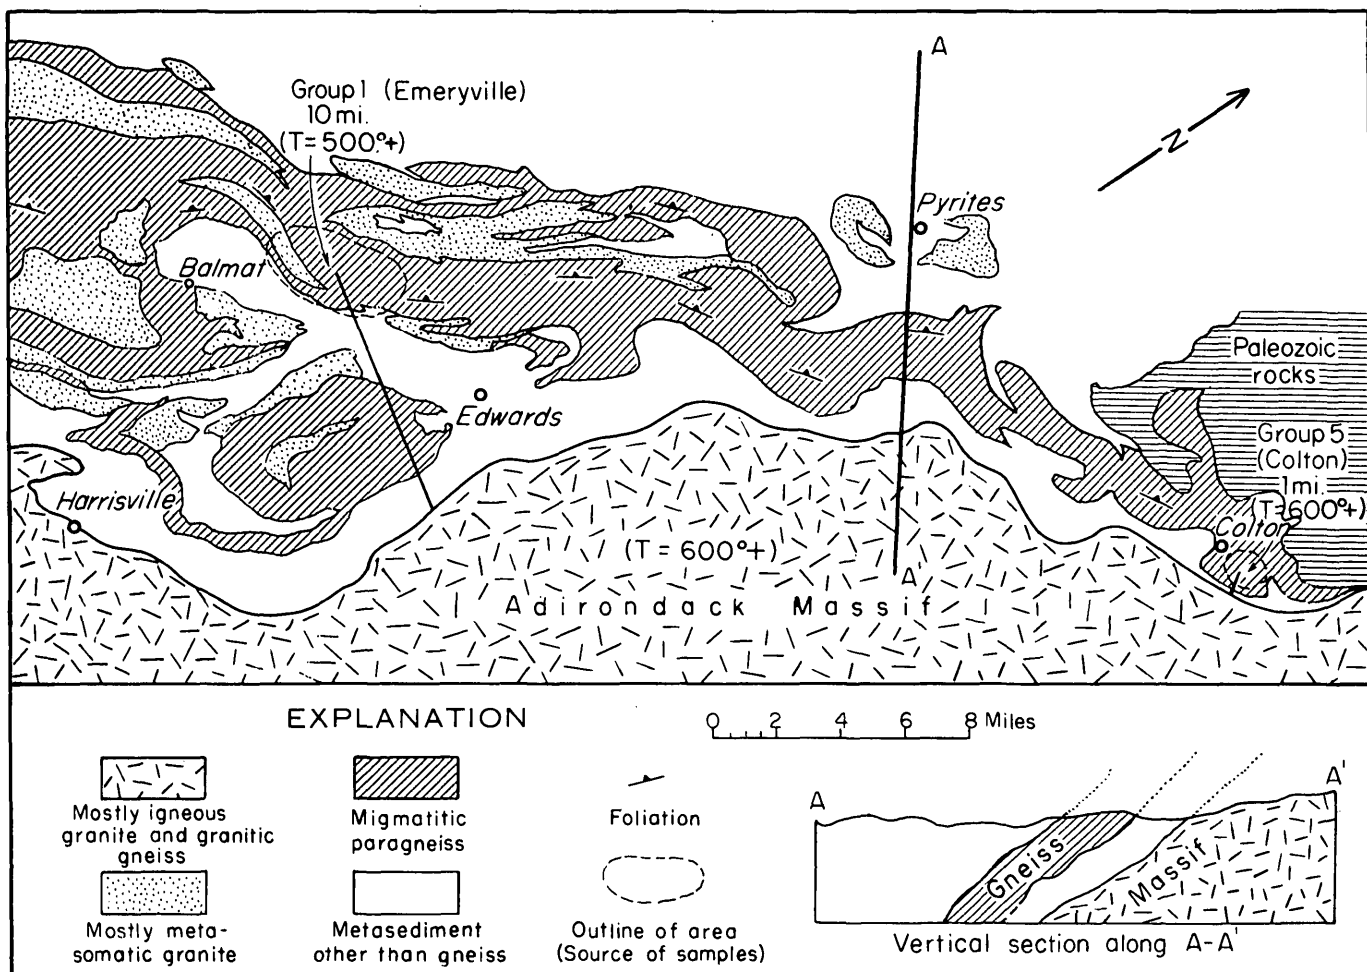 A
Group 1 (Emeryville)
10 mi.
(T = 500°+)
N
Pyrites
Balmat
Paleozoic
rocks
Edwards
Group 5
(Colton)
1 mi.
(T=600°+)
Harrisville
Colton
(T = 600°+)
A'
Adirondack Massif
EXPLANATION
0 2 4 6 8 Miles
Mostly igneous
granite and granitic
gneiss
Migmatitic
paragneiss
Foliation
Mostly meta-
somatic granite
Metasediment
other than gneiss
Outline of area
(Source of samples)
A
A'
Gneiss
Massif
Vertical section along A-A'